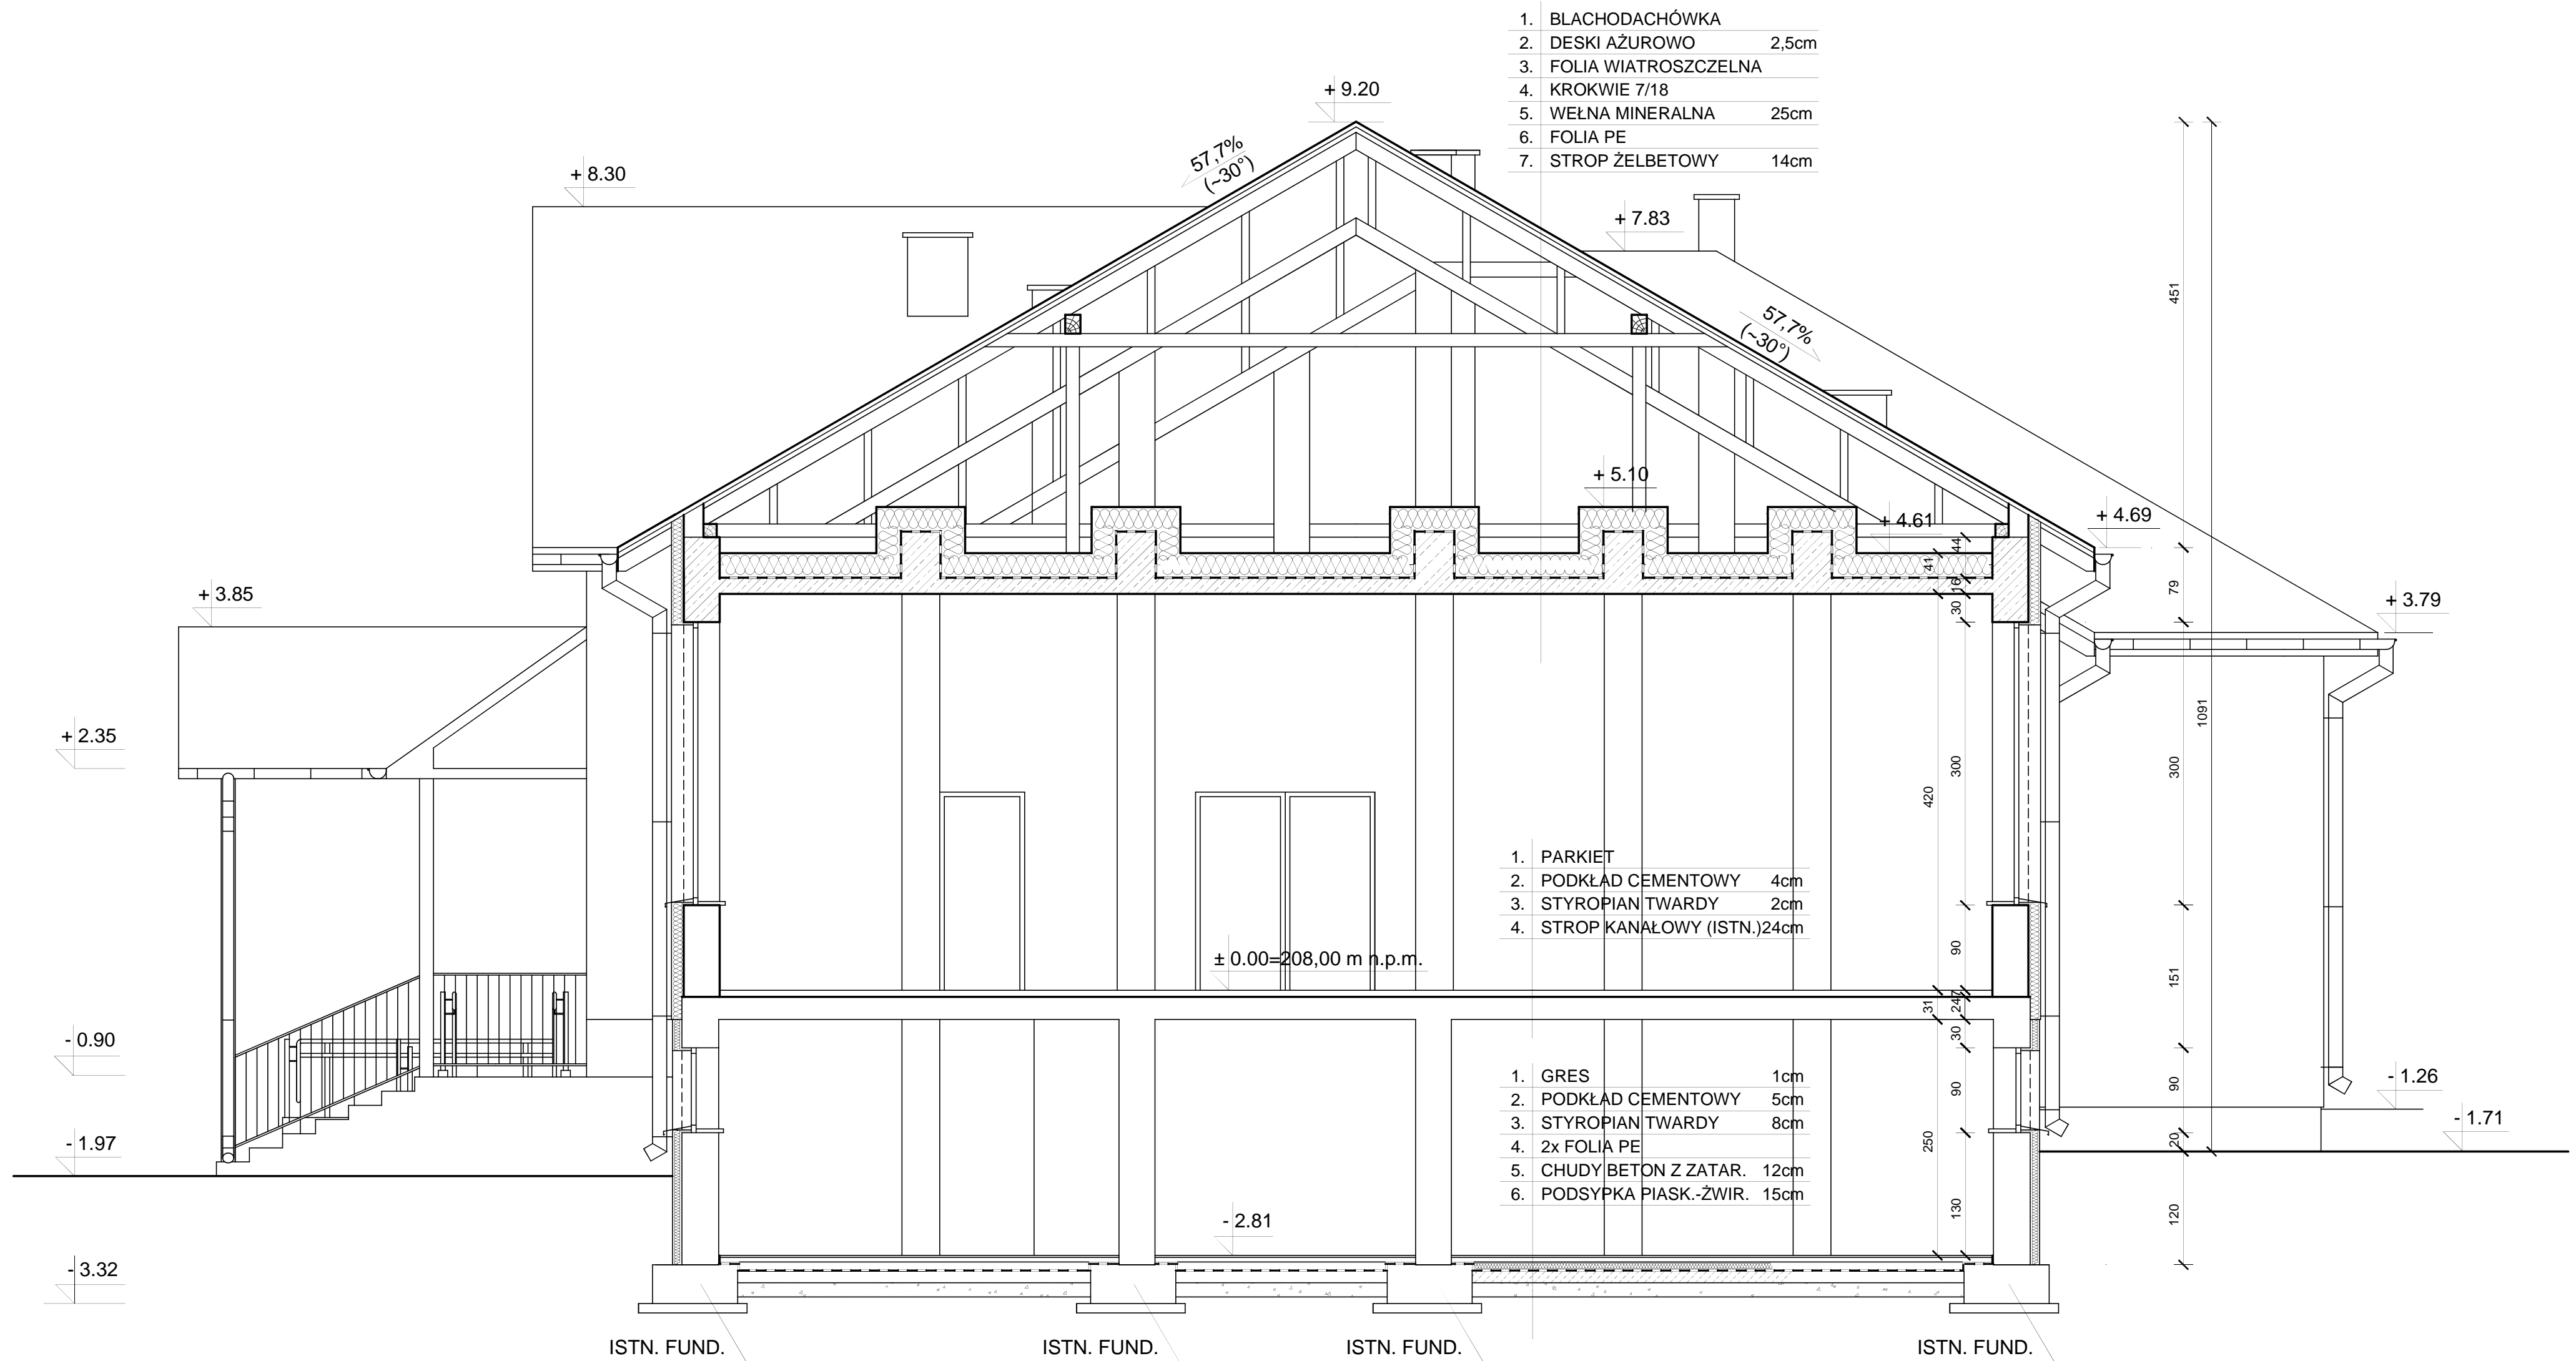 1. BLACHODACHÓWKA
2. DESKI AŻUROWO 2,5cm
3. FOLIA WIATROSZCZELNA
4. KROKWIE 7/18
5. WEŁNA MINERALNA 25cm
6. FOLIA PE
7. STROP ŻELBETOWY 14cm
+ 9.20
57,7%
(~30°)
+ 8.30
+ 7.83
57,7%
(~30°)
451
+ 5.10
+ 4.61
+ 4.69
44
41
16
30
79
+ 3.85
+ 3.79
+ 2.35
1091
300
420
300
1. PARKIET
2. PODKŁAD CEMENTOWY 4cm
3. STYROPIAN TWARDY 2cm
4. STROP KANAŁOWY (ISTN.)24cm
± 0.00=208,00 m n.p.m.
90
151
31
24
7
30
- 0.90
1. GRES 1cm
2. PODKŁAD CEMENTOWY 5cm
3. STYROPIAN TWARDY 8cm
4. 2x FOLIA PE
5. CHUDY BETON Z ZATAR. 12cm
6. PODSYPKA PIASK.-ŻWIR. 15cm
90
90
- 1.26
- 1.71
20
250
- 1.97
130
120
- 2.81
- 3.32
ISTN. FUND.
ISTN. FUND.
ISTN. FUND.
ISTN. FUND.